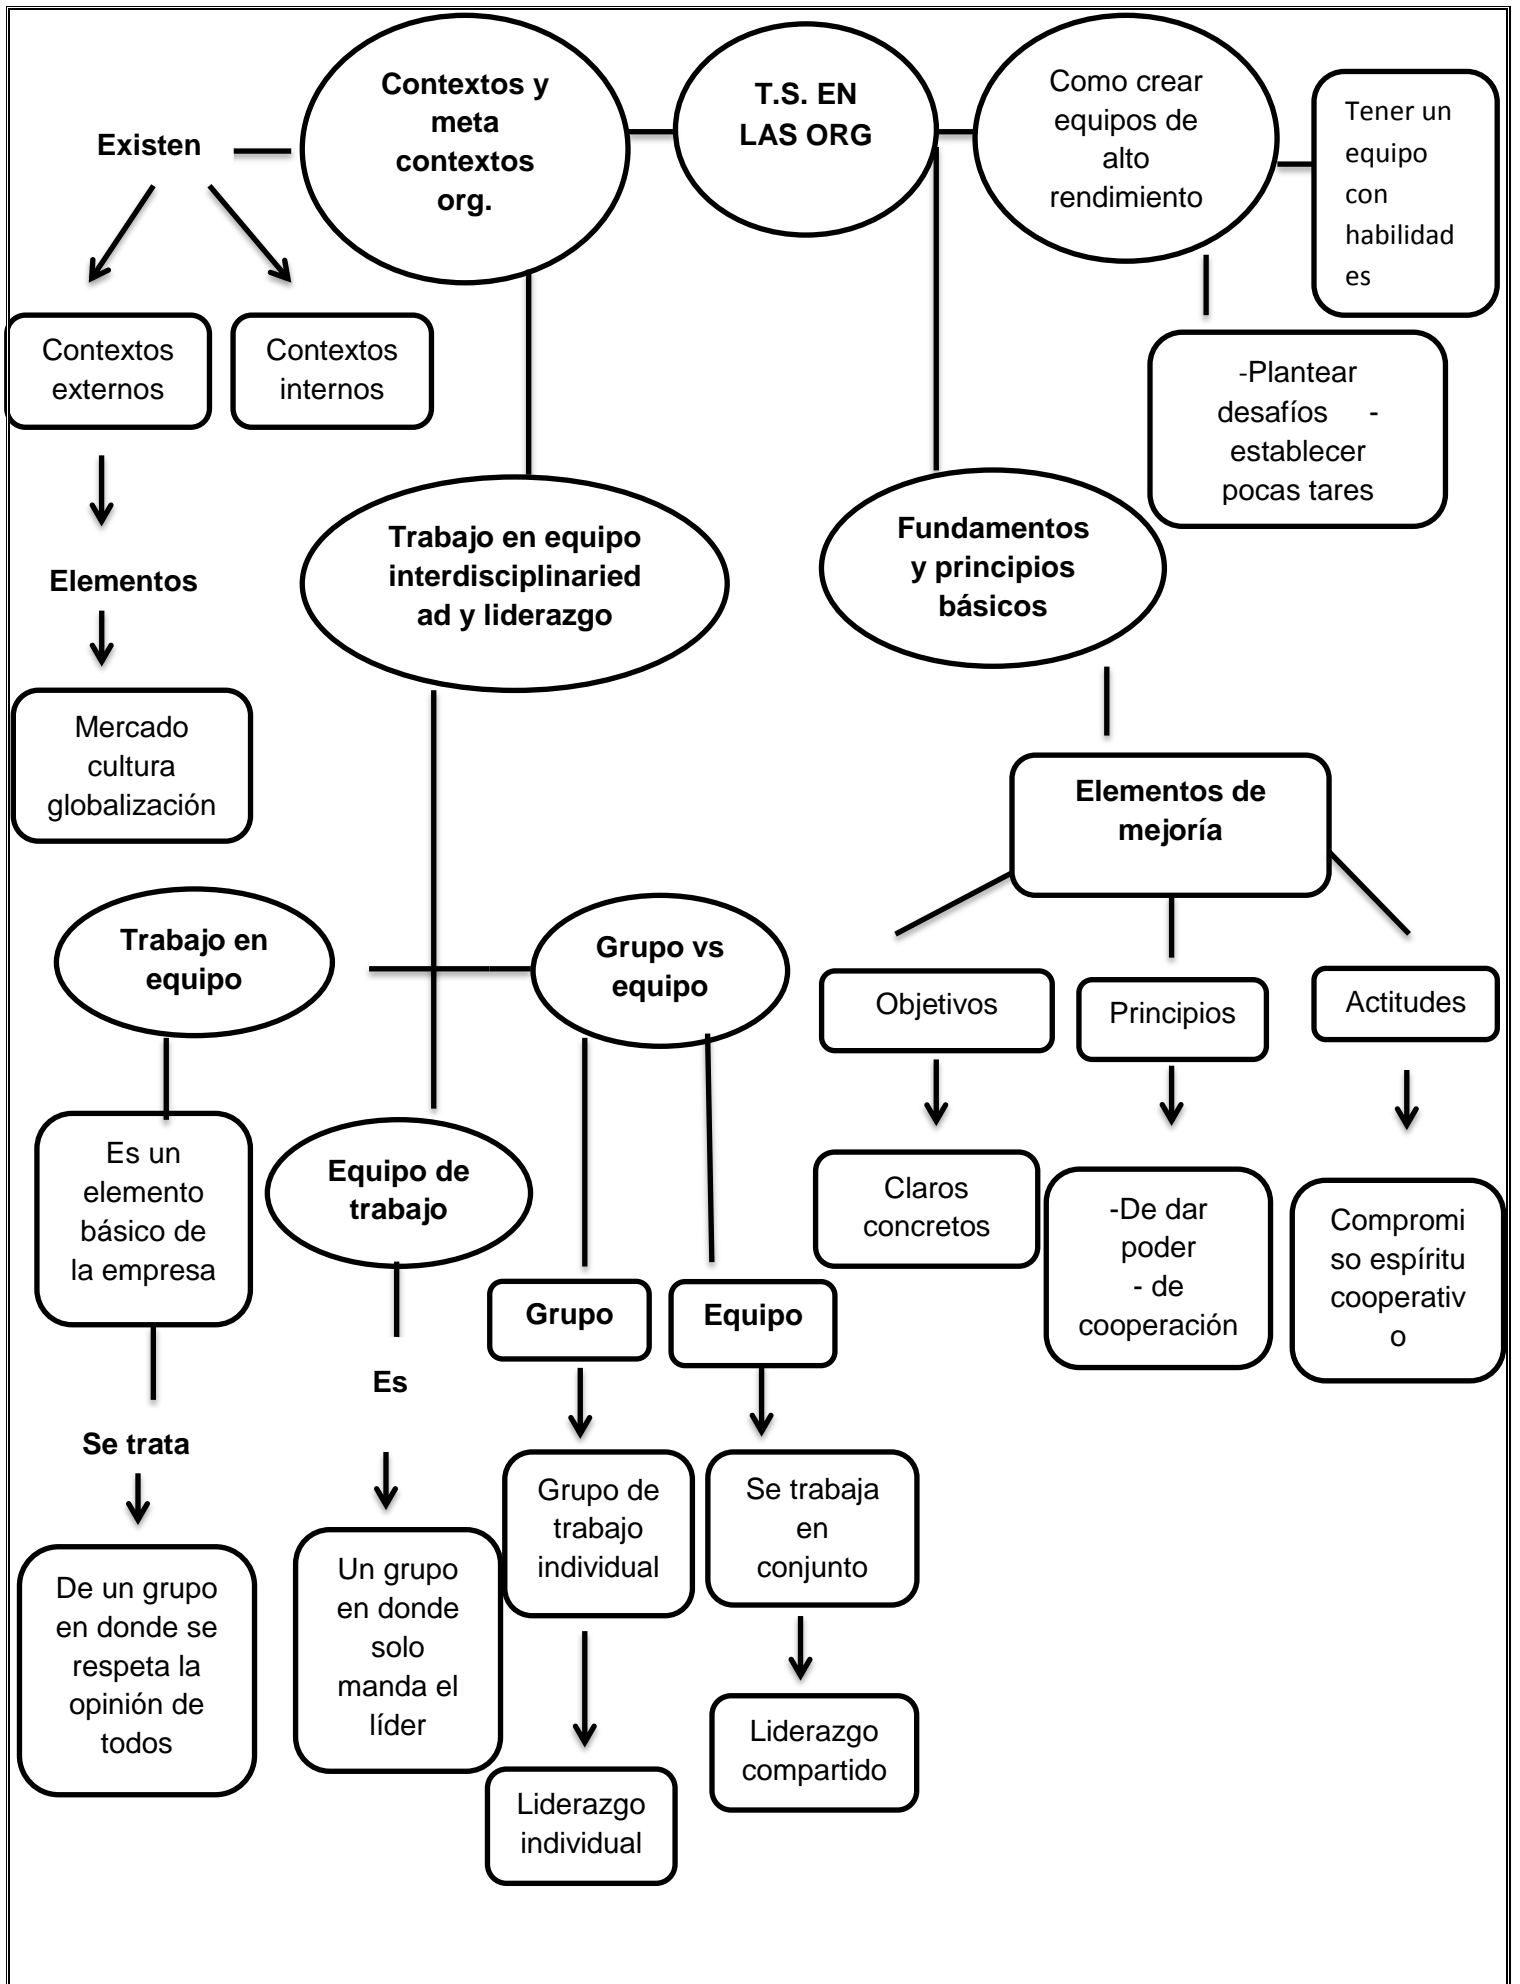 Contextos y
meta
contextos
org.
T.S. EN
LAS ORG
Como crear
equipos de
alto
rendimiento
Tener un
equipo
con
habilidad
es
Existen
Contextos
externos
Contextos
internos
-Plantear
desafíos -
establecer
pocas tares
Elementos
Trabajo en equipo
interdisciplinaried
ad y liderazgo
Fundamentos
y principios
básicos
Mercado
cultura
globalización
Elementos de
mejoría
Trabajo en
equipo
Grupo vs
equipo
Objetivos
Principios
Actitudes
Es un
elemento
básico de
la empresa
Equipo de
trabajo
Claros
concretos
-De dar
poder
- de
cooperación
Compromi
so espíritu
cooperativ
o
Grupo
Equipo
Es
Se trata
Grupo de
trabajo
individual
Se trabaja
en
conjunto
De un grupo
en donde se
respeta la
opinión de
todos
Un grupo
en donde
solo
manda el
líder
Liderazgo
individual
Liderazgo
compartido